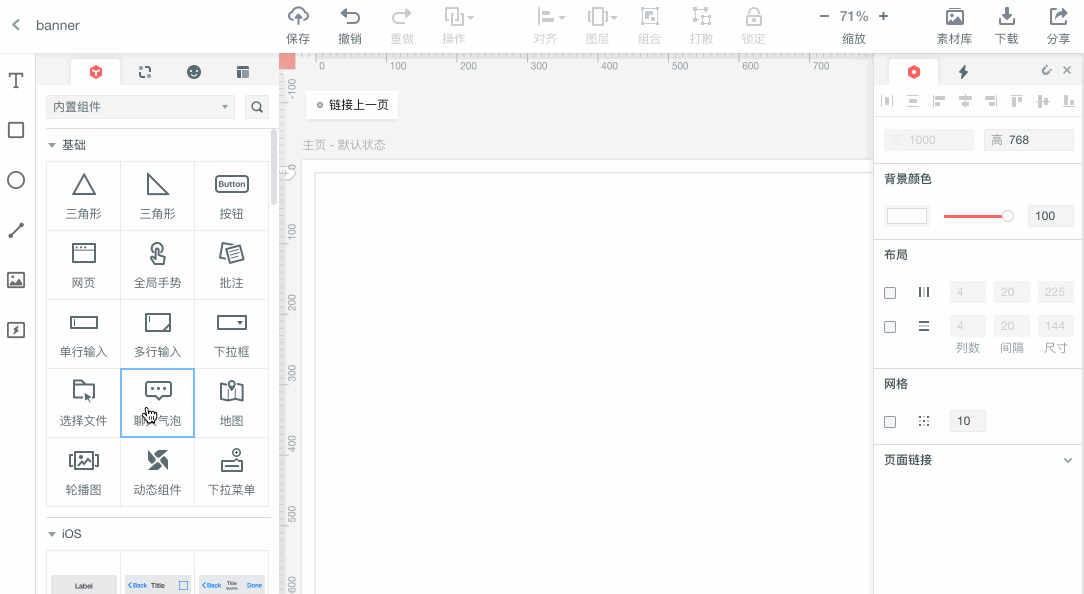 banner
保存
撤销
重做
操作
对齐
图层
组合
打散
锁定
71%
缩放
素材库
下载
分享
内置组件
基础
三角形
三角形
Button
按钮
网页
全局手势
批注
单行输入
多行输入
下拉框
选择文件
气泡
地图
轮播图
动态组件
下拉菜单
iOS
Label
Back Title
Back Title Done
0 100 200 300 400 500 600 700
-100
0
100
200
300
400
500
600
链接上一页
主页 - 默认状态
宽 1000
高 768
背景颜色
100
布局
4 20 225
4 20 144
列数 间隔 尺寸
网格
10
页面链接